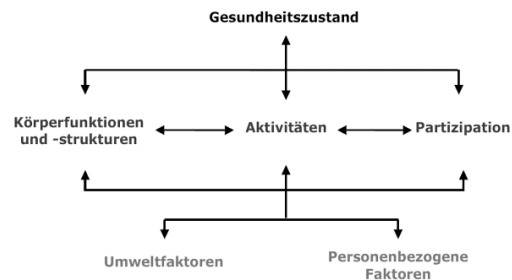 Gesundheitszustand
Körperfunktionen
und -strukturen
Aktivitäten
Partizipation
Umweltfaktoren
Personenbezogene
Faktoren